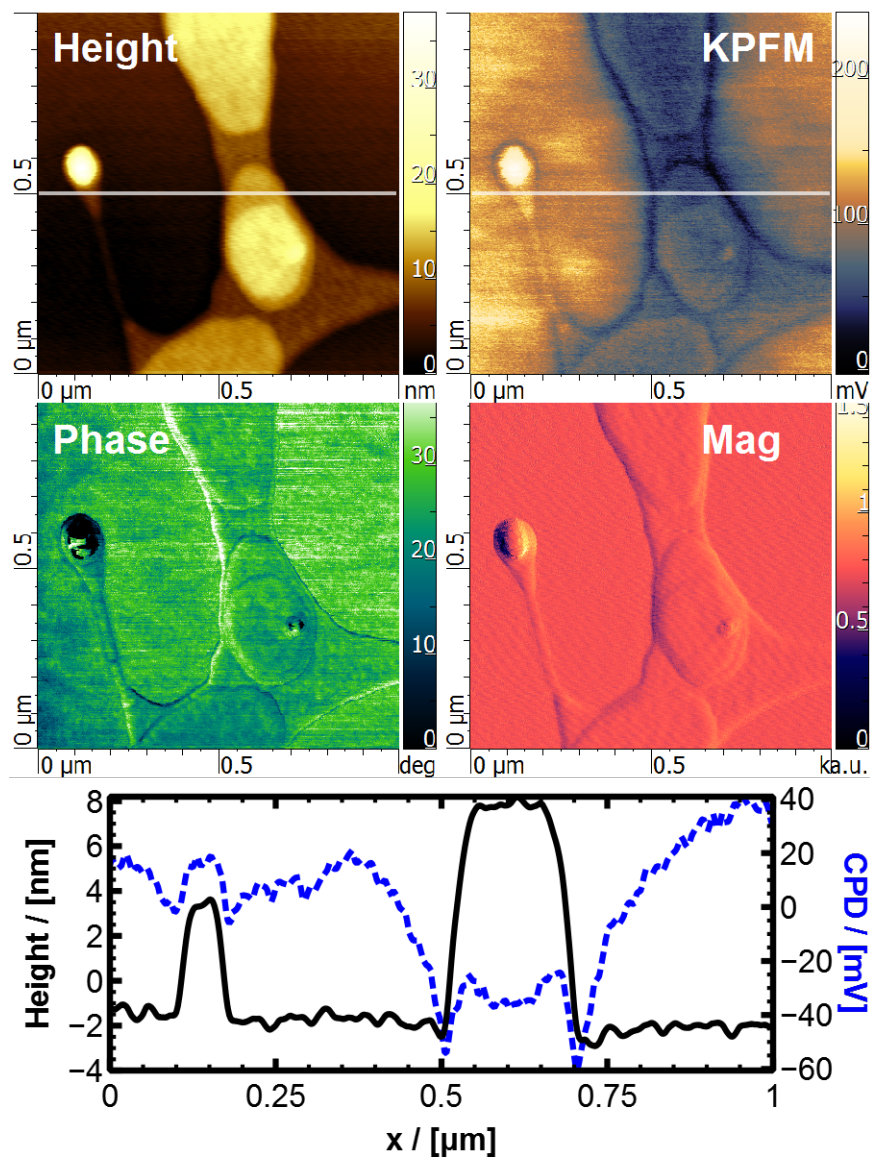 Height
KPFM
30
20
10
0
200
100
0
0.5
0 µm
0 µm
0.5
nm
0.5
0 µm
0 µm
0.5
mV
Phase
Mag
30
20
10
0
1.5
1
0.5
0
0.5
0 µm
0 µm
0.5
deg
0.5
0 µm
0 µm
0.5
ka.u.
8
6
4
2
0
−2
−4
Height / [nm]
40
20
0
−20
−40
−60
CPD / [mV]
0
0.25
0.5
0.75
1
x / [µm]